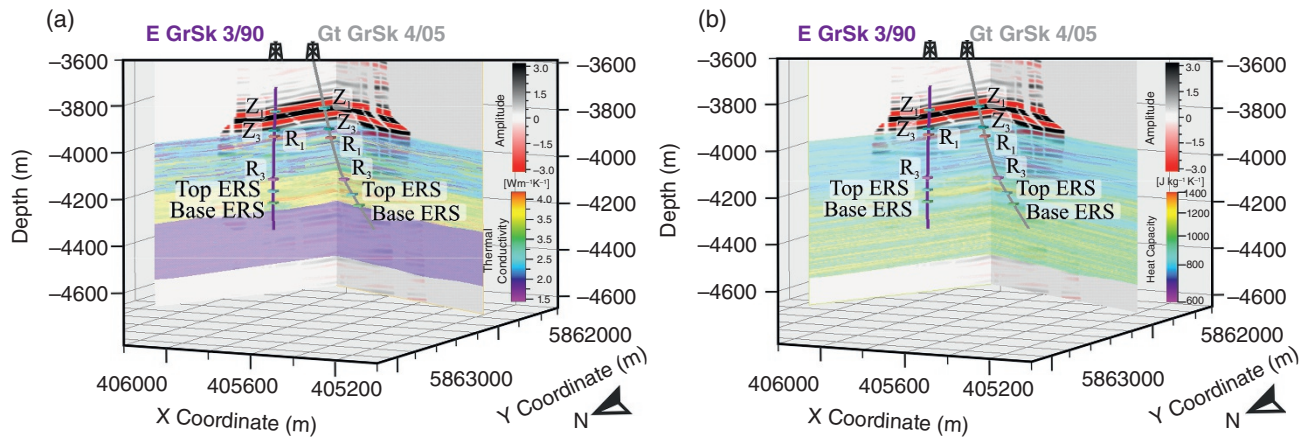 (a)
E GrSk 3/90 Gt GrSk 4/05
−3600
−3800
−4000
−4200
−4400
−4600
Depth (m)
Z1
Z1
Z3
Z3
R1
R1
R3
R3
Top ERS
Base ERS
Top ERS
Base ERS
3.0
1.5
0
−1.5
−3.0
Amplitude
[Wm⁻¹K⁻¹]
4.0
3.5
3.0
2.5
2.0
1.5
Thermal
Conductivity
−3600
−3800
−4000
−4200
−4400
−4600
406000
405600
405200
X Coordinate (m)
5863000
5862000
Y Coordinate (m)
N
(b)
E GrSk 3/90 Gt GrSk 4/05
−3600
−3800
−4000
−4200
−4400
−4600
Depth (m)
Z1
Z1
Z3
Z3
R1
R1
R3
R3
Top ERS
Base ERS
Top ERS
Base ERS
3.0
1.5
0
−1.5
−3.0
Amplitude
[J kg⁻¹ K⁻¹]
1400
1200
1000
800
600
Heat Capacity
−3600
−3800
−4000
−4200
−4400
−4600
406000
405600
405200
X Coordinate (m)
5863000
5862000
Y Coordinate (m)
N